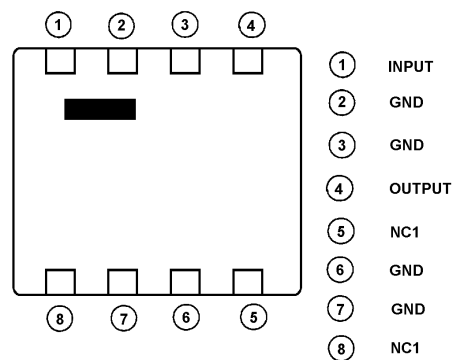 1 2 3 4
8 7 6 5
1 INPUT
2 GND
3 GND
4 OUTPUT
5 NC1
6 GND
7 GND
8 NC1